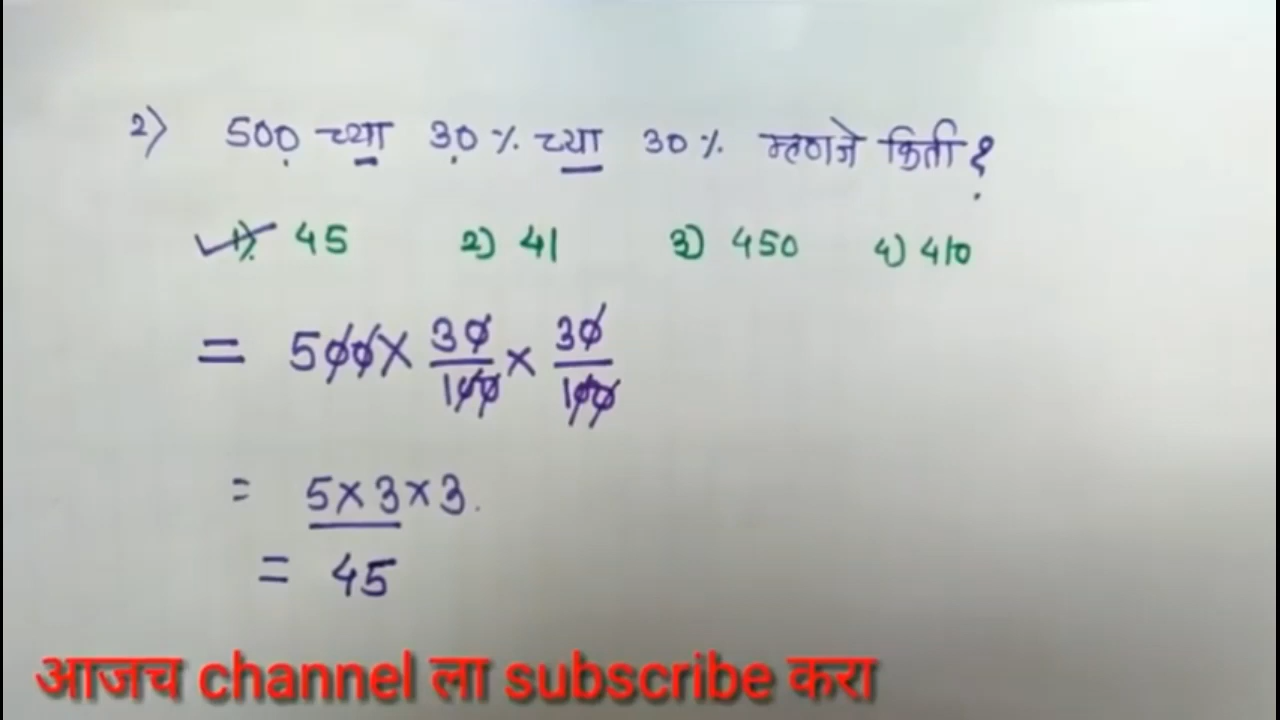 2) 500 च्या 30 % च्या 30 % म्हणजे किती ?
1) 45 2) 41 3) 450 4) 410
= 500 × 30/100 × 30/100
= 5 × 3 × 3.
= 45
आजच channel ला subscribe करा